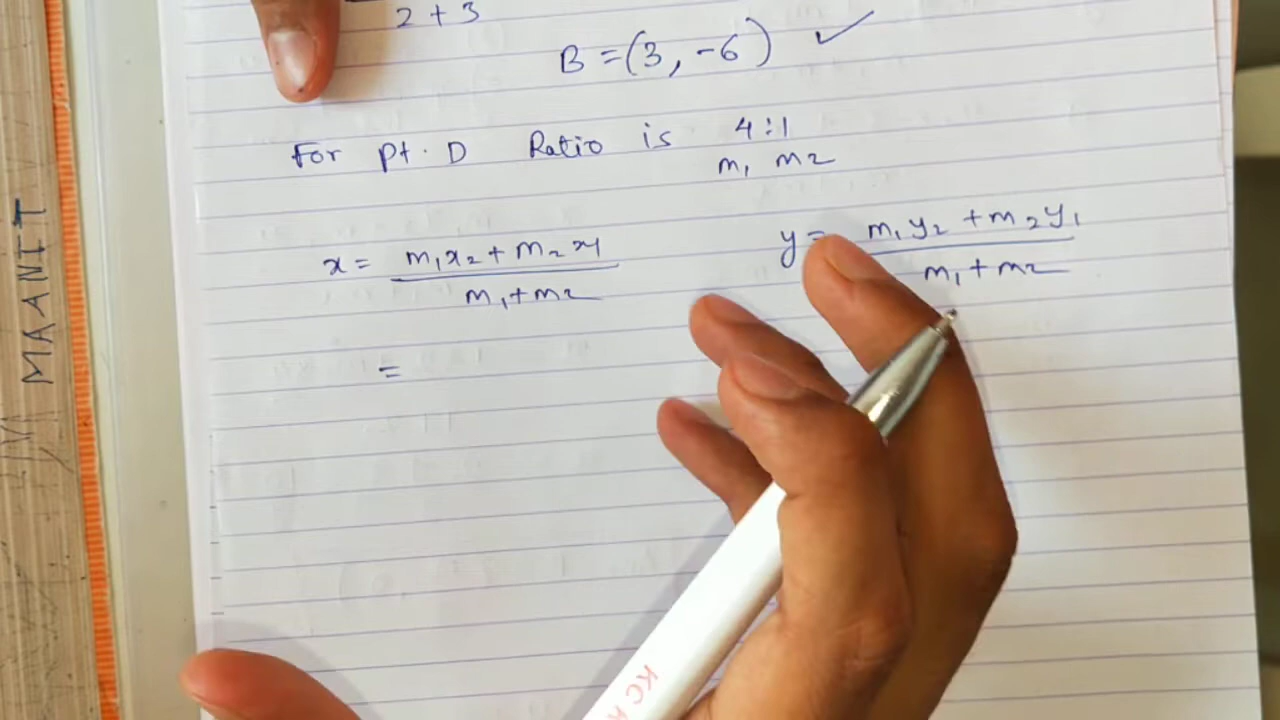 2 + 3
B = (3, -6) ✓
For pt. D Ratio is 4 : 1
m₁ m₂
x = m₁x₂ + m₂x₁ y = m₁y₂ + m₂y₁
m₁ + m₂ m₁ + m₂
=
MAANIT
KC